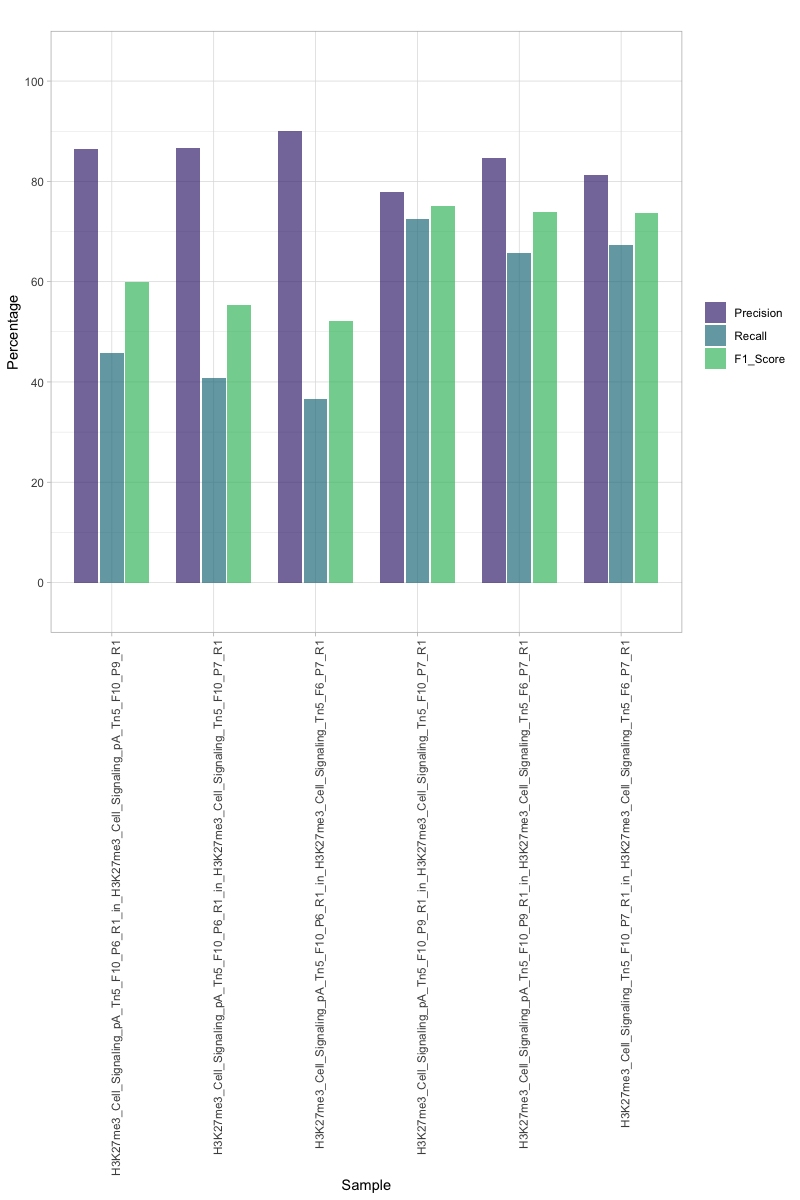 100
80
60
40
20
0
Percentage
Precision
Recall
F1_Score
H3K27me3_Cell_Signaling_pA_Tn5_F10_P6_R1_in_H3K27me3_Cell_Signaling_pA_Tn5_F10_P9_R1
H3K27me3_Cell_Signaling_pA_Tn5_F10_P6_R1_in_H3K27me3_Cell_Signaling_Tn5_F10_P7_R1
H3K27me3_Cell_Signaling_pA_Tn5_F10_P6_R1_in_H3K27me3_Cell_Signaling_Tn5_F6_P7_R1
H3K27me3_Cell_Signaling_pA_Tn5_F10_P9_R1_in_H3K27me3_Cell_Signaling_Tn5_F10_P7_R1
H3K27me3_Cell_Signaling_pA_Tn5_F10_P9_R1_in_H3K27me3_Cell_Signaling_Tn5_F6_P7_R1
H3K27me3_Cell_Signaling_Tn5_F10_P7_R1_in_H3K27me3_Cell_Signaling_Tn5_F6_P7_R1
Sample